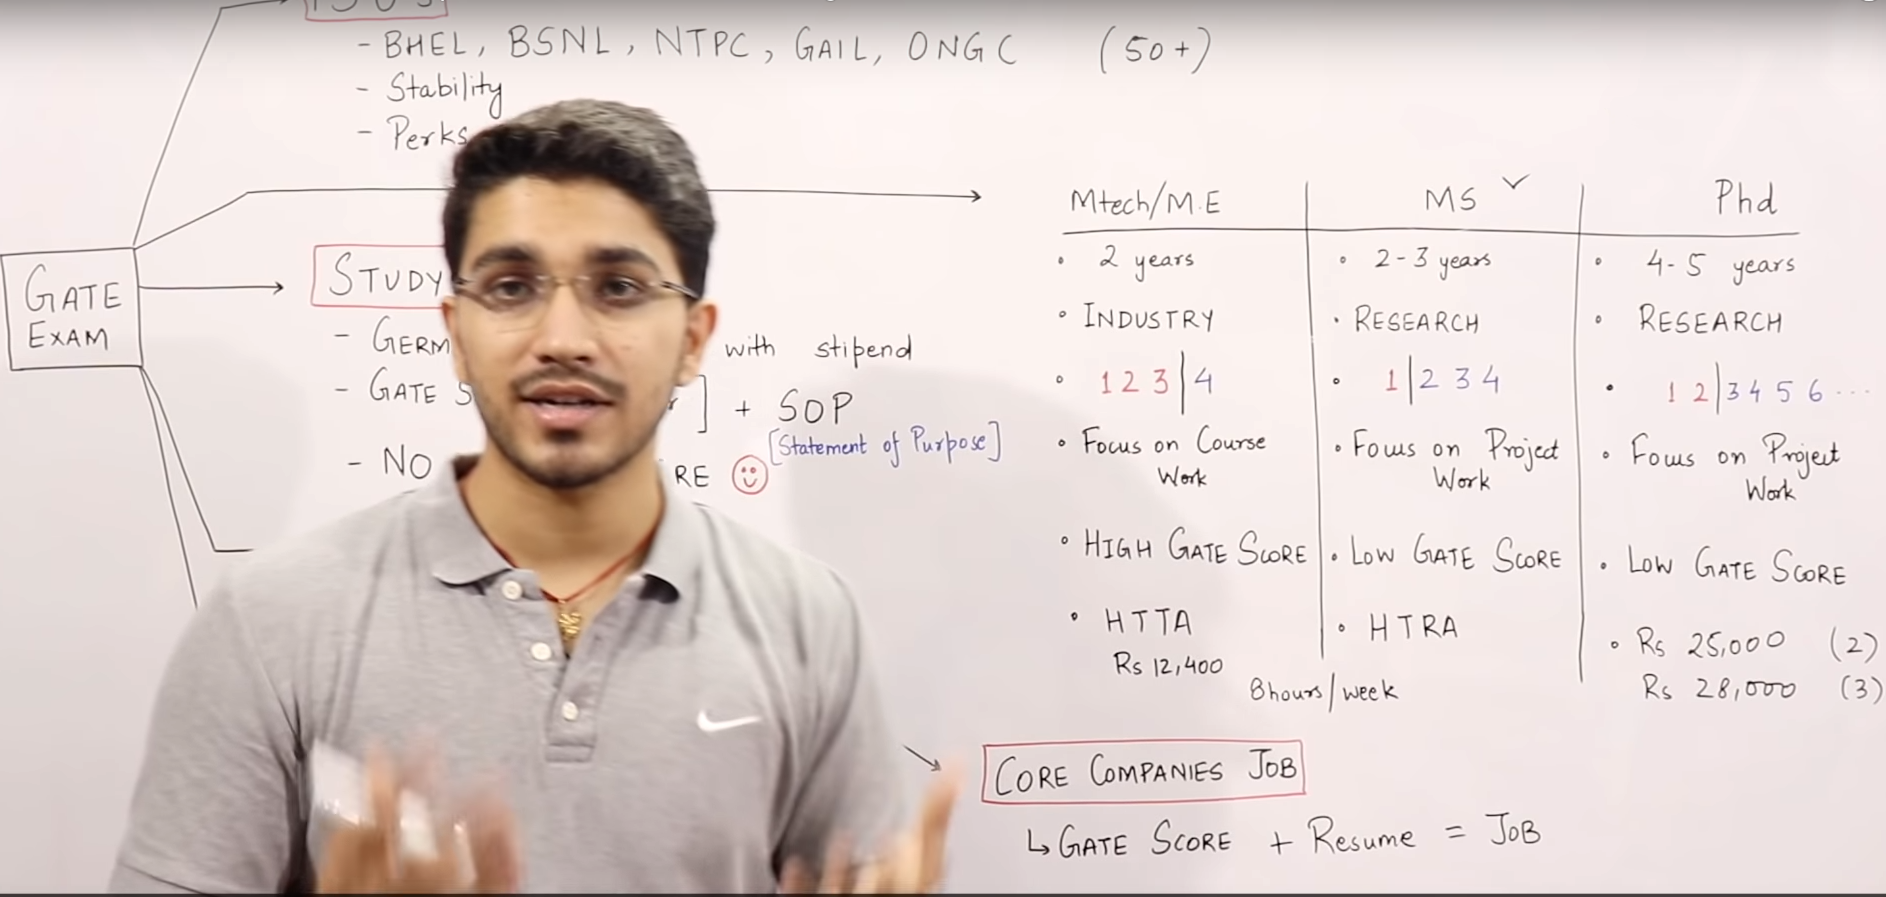 - BHEL, BSNL, NTPC, GAIL, ONGC (50+)
- Stability
- Perks
GATE
EXAM
STUDY
- GERM
with stipend
- GATE S
] + SOP
[Statement of Purpose]
- NO
RE
Mtech/M.E
• 2 years
• INDUSTRY
• 1 2 3 | 4
• Focus on Course
Work
• HIGH GATE SCORE
• HTTA
Rs 12,400
MS ✓
• 2-3 years
• RESEARCH
• 1 | 2 3 4
• Focus on Project
Work
• LOW GATE SCORE
• HTRA
8hours/week
Phd
• 4-5 years
• RESEARCH
• 1 2 | 3 4 5 6 ...
• Focus on Project
Work
• LOW GATE SCORE
• Rs 25,000 (2)
Rs 28,000 (3)
CORE COMPANIES JOB
↳ GATE SCORE + Resume = JOB